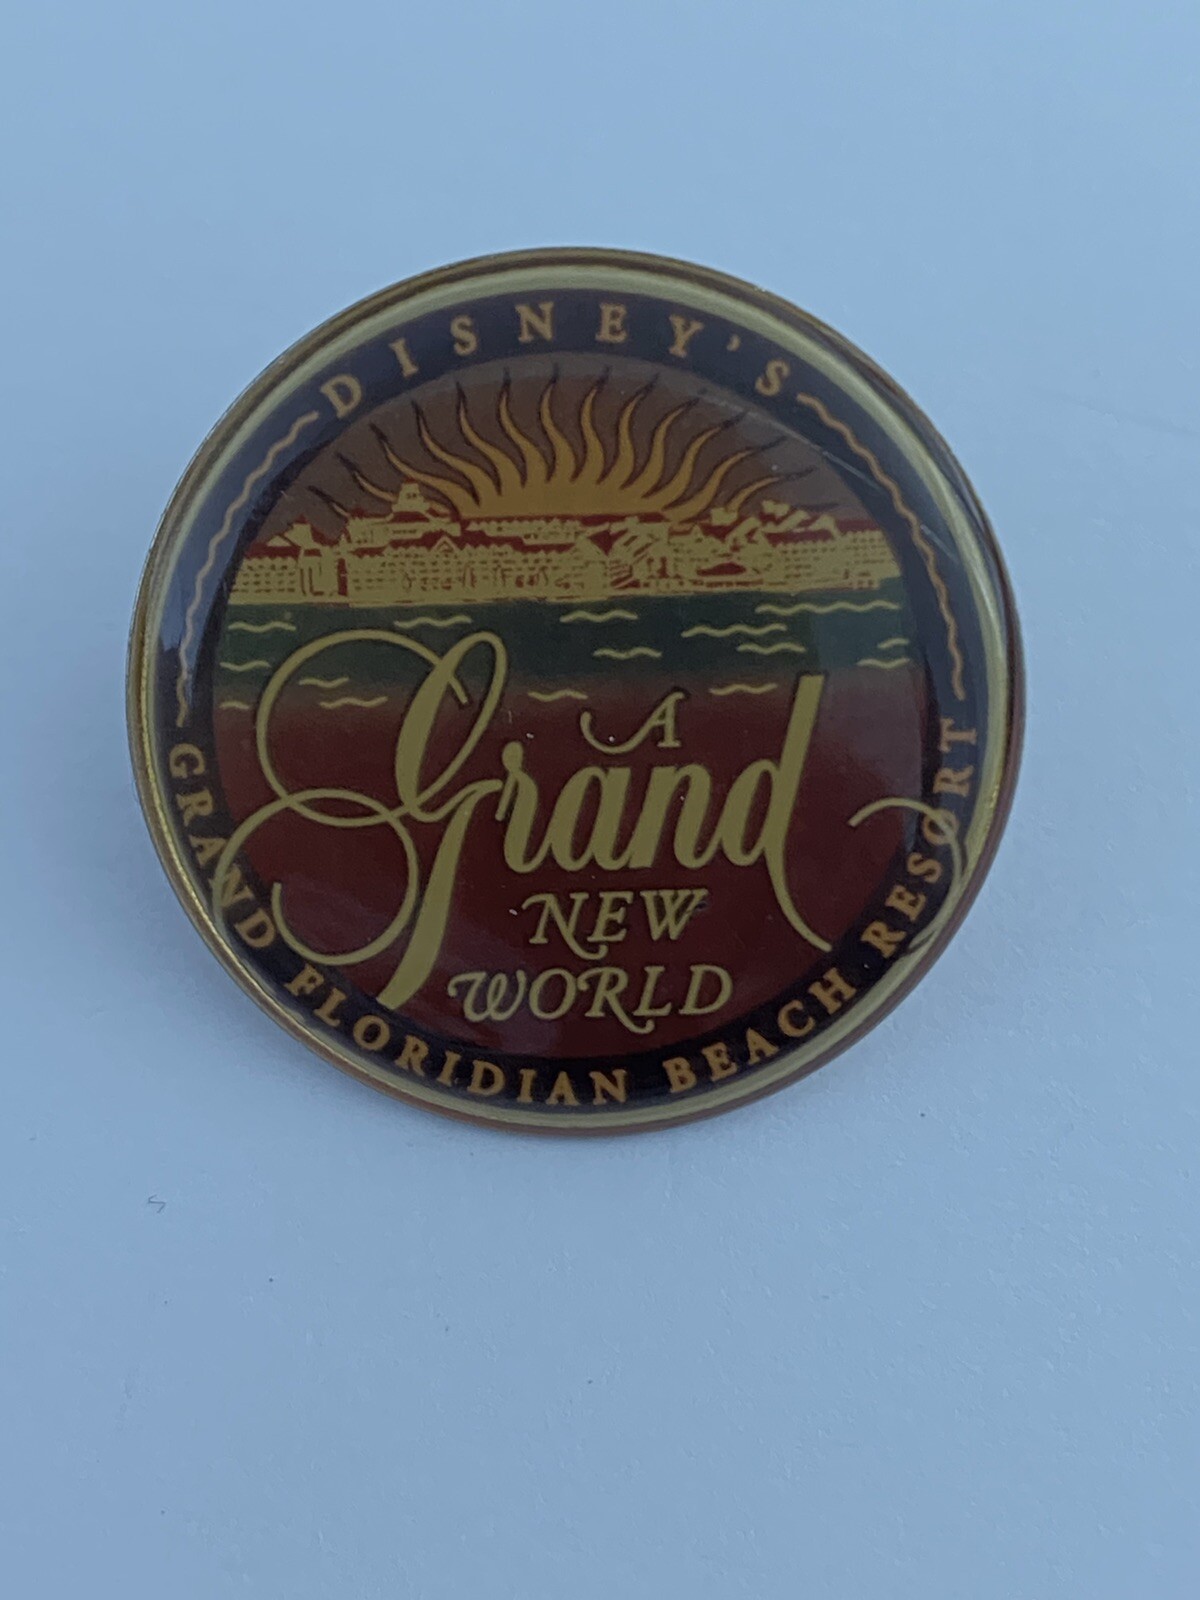 DISNEY'S
A
Grand
NEW
WORLD
GRAND FLORIDIAN BEACH RESORT